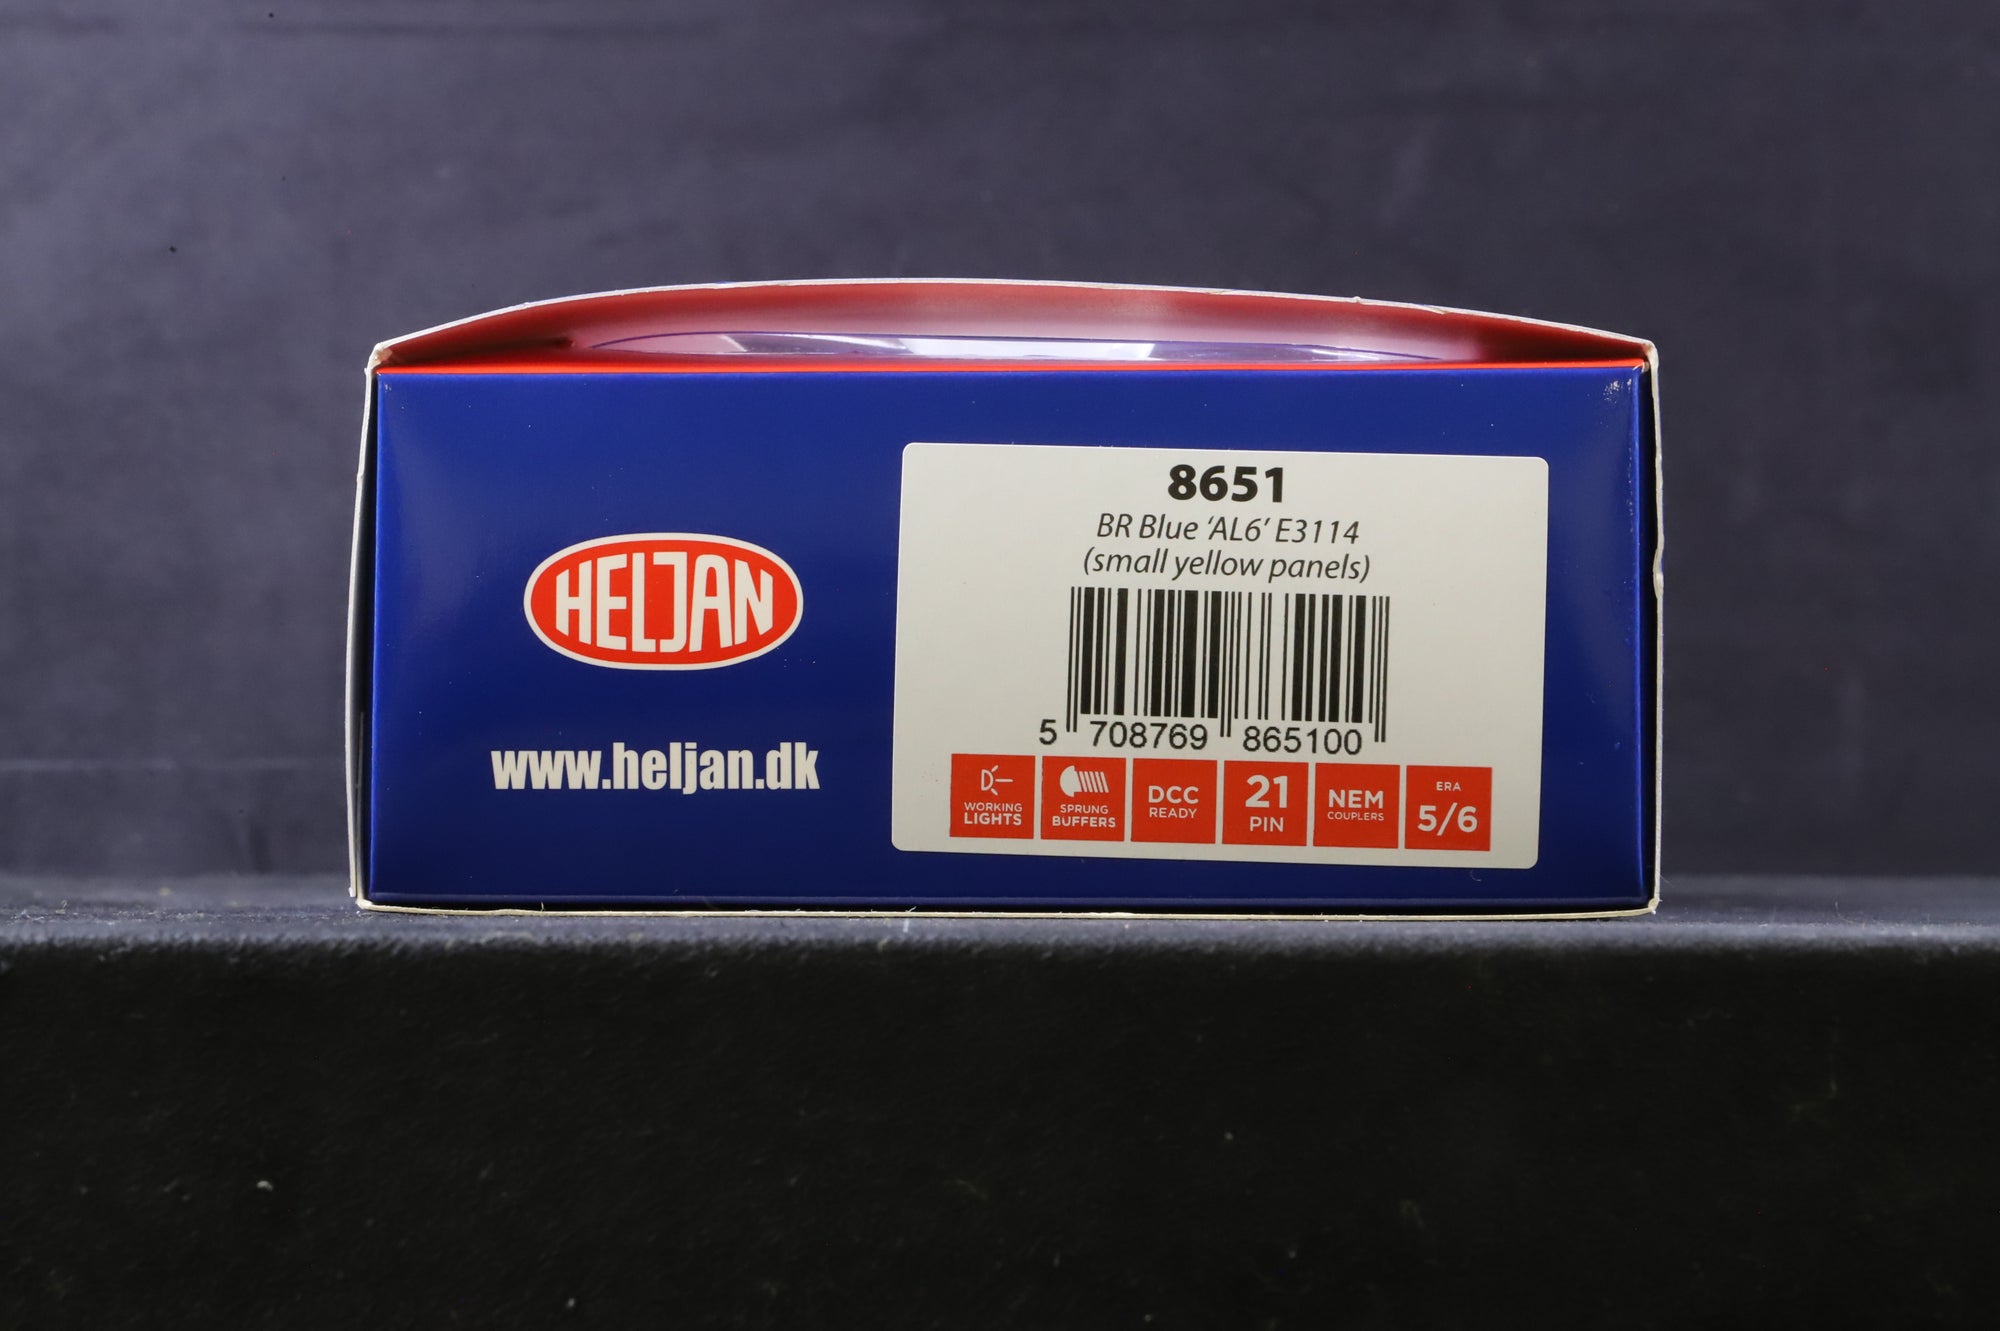 HELJAN
www.heljan.dk
8651
BR Blue ‘AL6’ E3114
(small yellow panels)
5 708769 865100
WORKING
LIGHTS
SPRUNG
BUFFERS
DCC
READY
21
PIN
NEM
COUPLERS
ERA
5/6